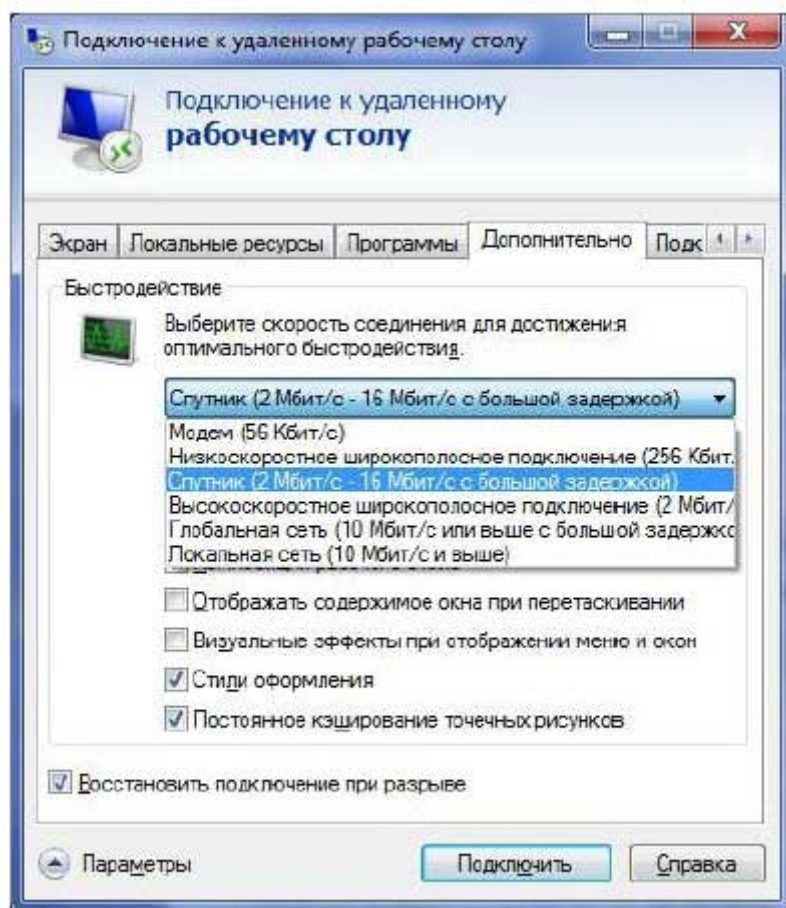 Подключение к удаленному рабочему столу
Подключение к удаленному
рабочему столу
Экран Локальные ресурсы Программы Дополнительно Подк
Быстродействие
Выберите скорость соединения для достижения
оптимального быстродействия.
Спутник (2 Мбит/с - 16 Мбит/с с большой задержкой)
Модем (56 Кбит/с)
Низкоскоростное широкополосное подключение (256 Кбит.
Спутник (2 Мбит/с - 16 Мбит/с с большой задержкой)
Высокоскоростное широкополосное подключение (2 Мбит/
Глобальная сеть (10 Мбит/с или выше с большой задержкс
Локальная сеть (10 Мбит/с и выше)
Отображать содержимое окна при перетаскивании
Визуальные эффекты при отображении меню и окон
Стили оформления
Постоянное кэширование точечных рисунков
Восстановить подключение при разрыве
Параметры Подключить Справка